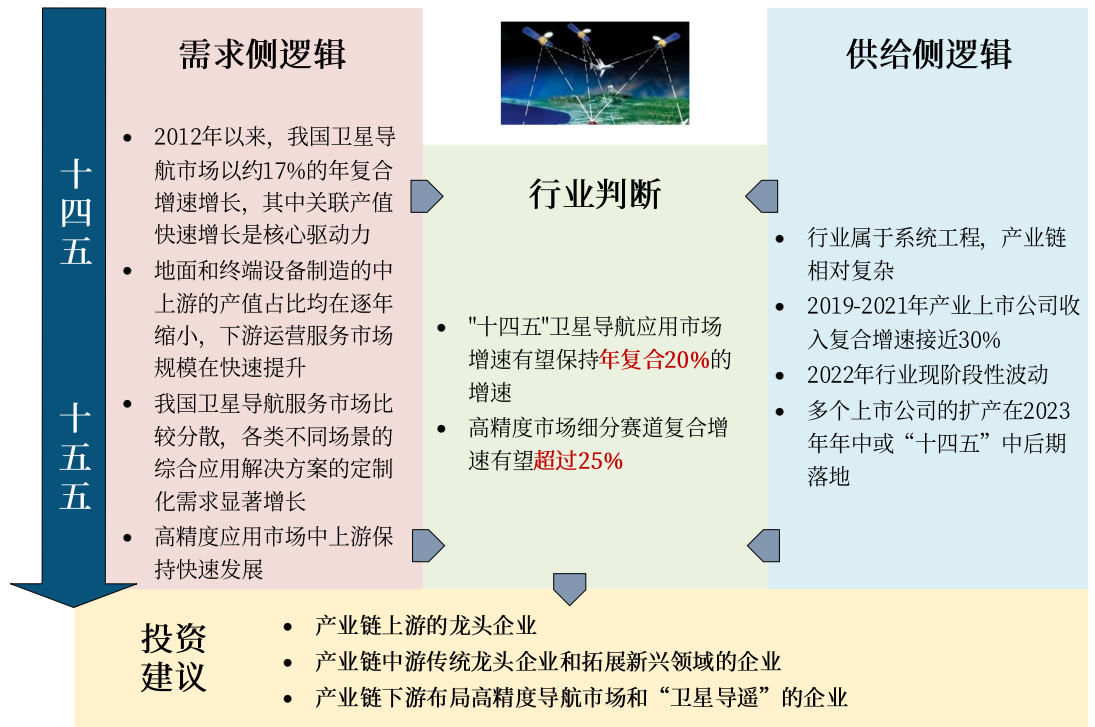 十
四
五
十
五
五
需求侧逻辑
2012年以来，我国卫星导
航市场以约17%的年复合
增速增长，其中关联产值
快速增长是核心驱动力
地面和终端设备制造的中
上游的产值占比均在逐年
缩小，下游运营服务市场
规模在快速提升
我国卫星导航服务市场比
较分散，各类不同场景的
综合应用解决方案的定制
化需求显著增长
高精度应用市场中上游保
持快速发展
行业判断
"十四五"卫星导航应用市场
增速有望保持年复合20%的
增速
高精度市场细分赛道复合增
速有望超过25%
供给侧逻辑
行业属于系统工程，产业链
相对复杂
2019-2021年产业上市公司收
入复合增速接近30%
2022年行业现阶段性波动
多个上市公司的扩产在2023
年年中或“十四五”中后期
落地
投资
建议
产业链上游的龙头企业
产业链中游传统龙头企业和拓展新兴领域的企业
产业链下游布局高精度导航市场和“卫星导遥”的企业